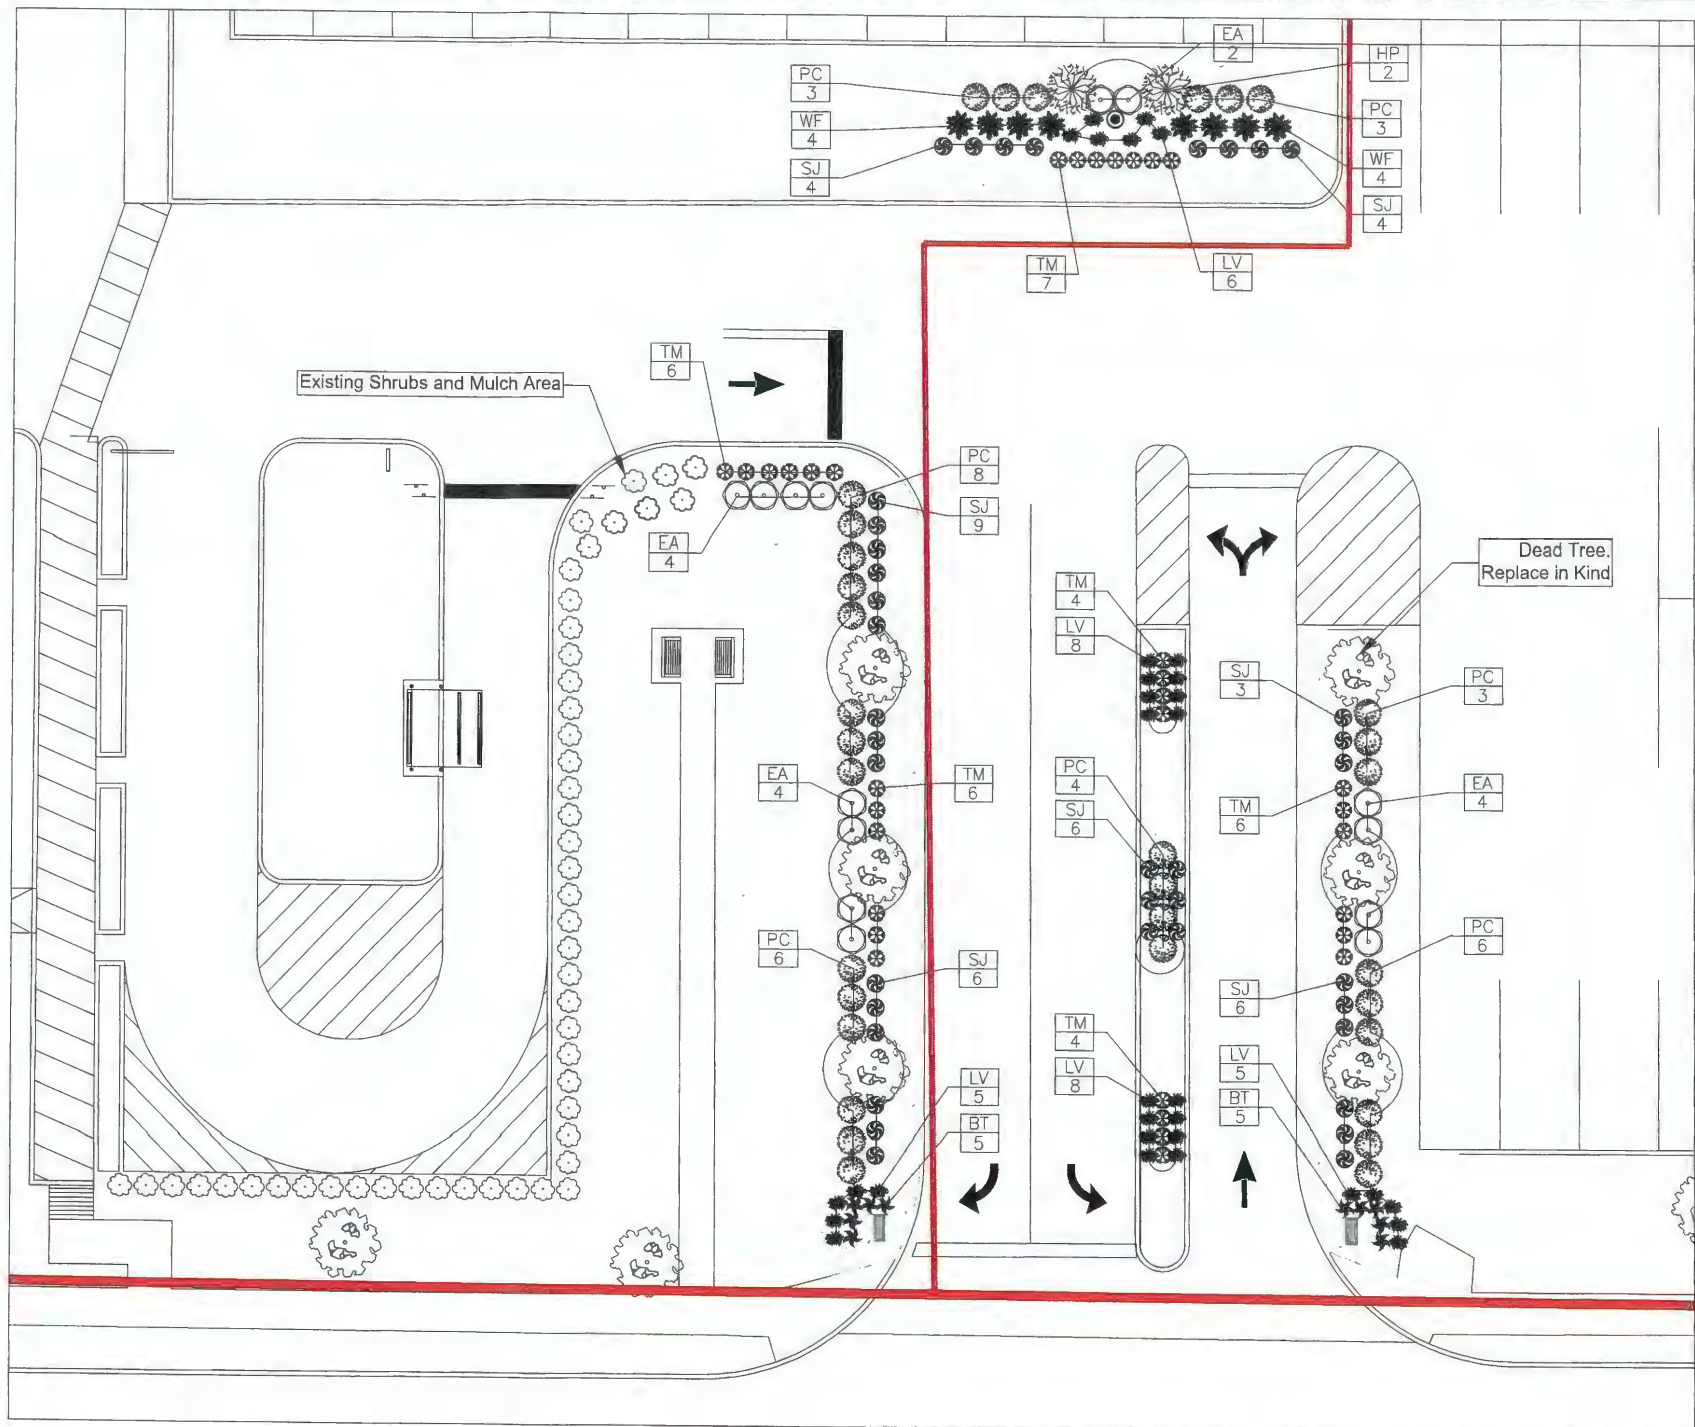 EA
2
HP
2
PC
3
PC
3
WF
4
WF
4
SJ
4
SJ
4
TM
7
LV
6
TM
6
Existing Shrubs and Mulch Area
PC
8
SJ
9
EA
4
Dead Tree.
Replace in Kind
TM
4
LV
8
SJ
3
PC
3
EA
4
TM
6
PC
4
SJ
6
TM
6
EA
4
PC
6
SJ
6
PC
6
SJ
6
TM
4
LV
8
LV
5
BT
5
LV
5
BT
5